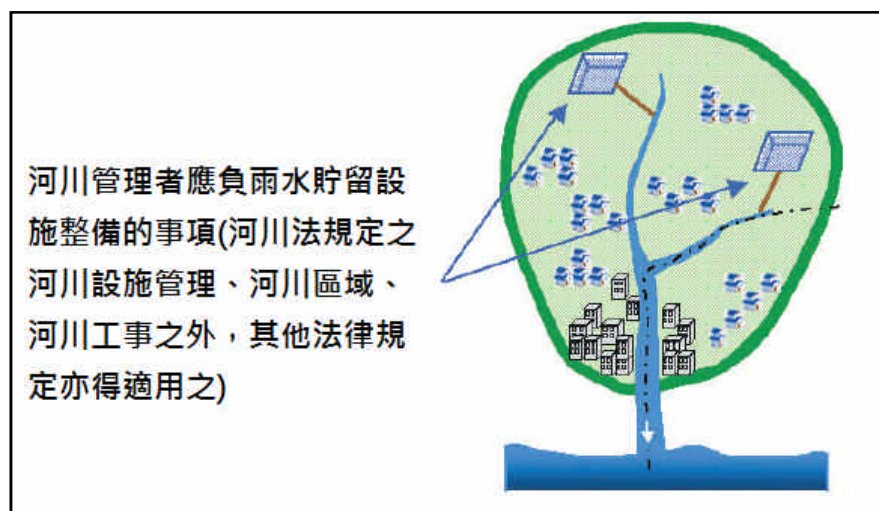 河川管理者應負雨水貯留設
施整備的事項(河川法規定之
河川設施管理、河川區域、
河川工事之外，其他法律規
定亦得適用之)